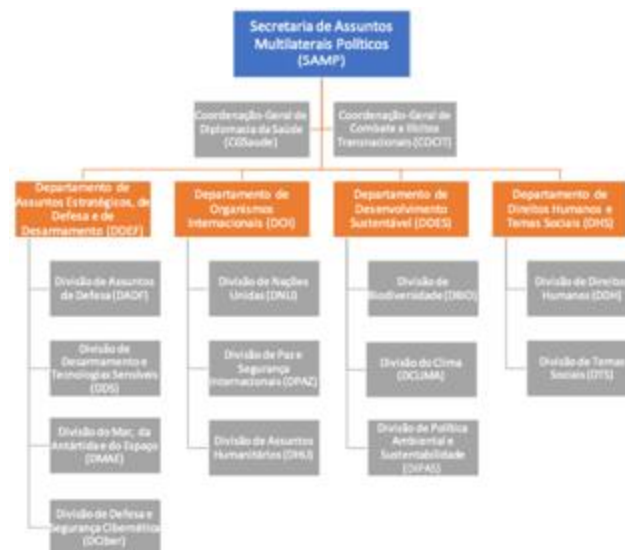 Secretaria de Assuntos
Multilaterais Políticos
(SAMP)
Coordenação-Geral de
Diplomacia da Saúde
(CGSaude)
Coordenação-Geral de
Combate a Ilícitos
Transnacionais (COCIT)
Departamento de
Assuntos Estratégicos, de
Defesa e de
Desarmamento (DDEF)
Departamento de
Organismos
Internacionais (DOI)
Departamento de
Desenvolvimento
Sustentável (DDES)
Departamento de
Direitos Humanos e
Temas Sociais (DHS)
Divisão de Assuntos
de Defesa (DADF)
Divisão de
Desarmamento e
Tecnologias Sensíveis
(DDS)
Divisão do Mar, da
Antártida e do Espaço
(DMAE)
Divisão de Defesa e
Segurança Cibernética
(DCiber)
Divisão de Nações
Unidas (DNU)
Divisão de Paz e
Segurança
Internacionais (DPAZ)
Divisão de Assuntos
Humanitários (DHU)
Divisão de
Biodiversidade (DBIO)
Divisão do Clima
(DCLIMA)
Divisão de Política
Ambiental e
Sustentabilidade
(DIPAS)
Divisão de Direitos
Humanos (DDH)
Divisão de Temas
Sociais (DTS)